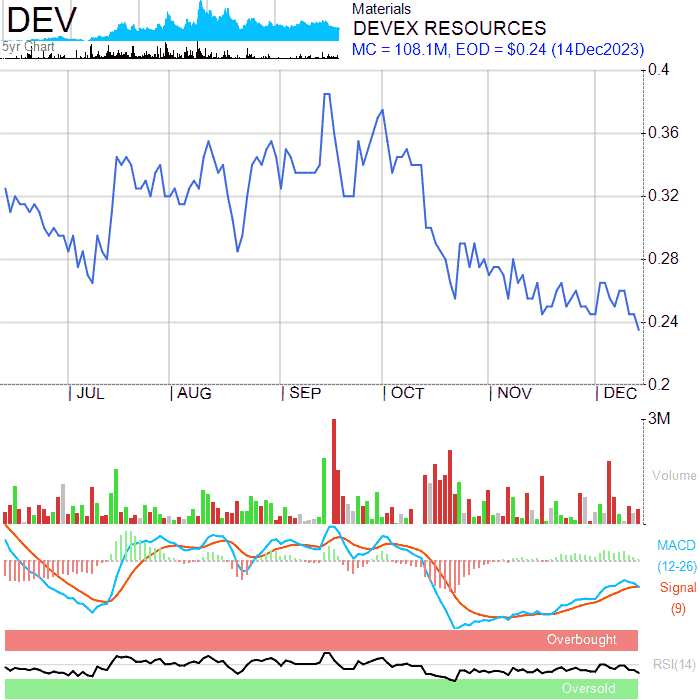 DEV
5yr Chart
Materials
DEVEX RESOURCES
MC = 108.1M, EOD = $0.24 (14Dec2023)
0.4
0.36
0.32
0.28
0.24
0.2
JUL AUG SEP OCT NOV DEC
3M
Volume
MACD
(12-26)
Signal
(9)
Overbought
RSI(14)
Oversold